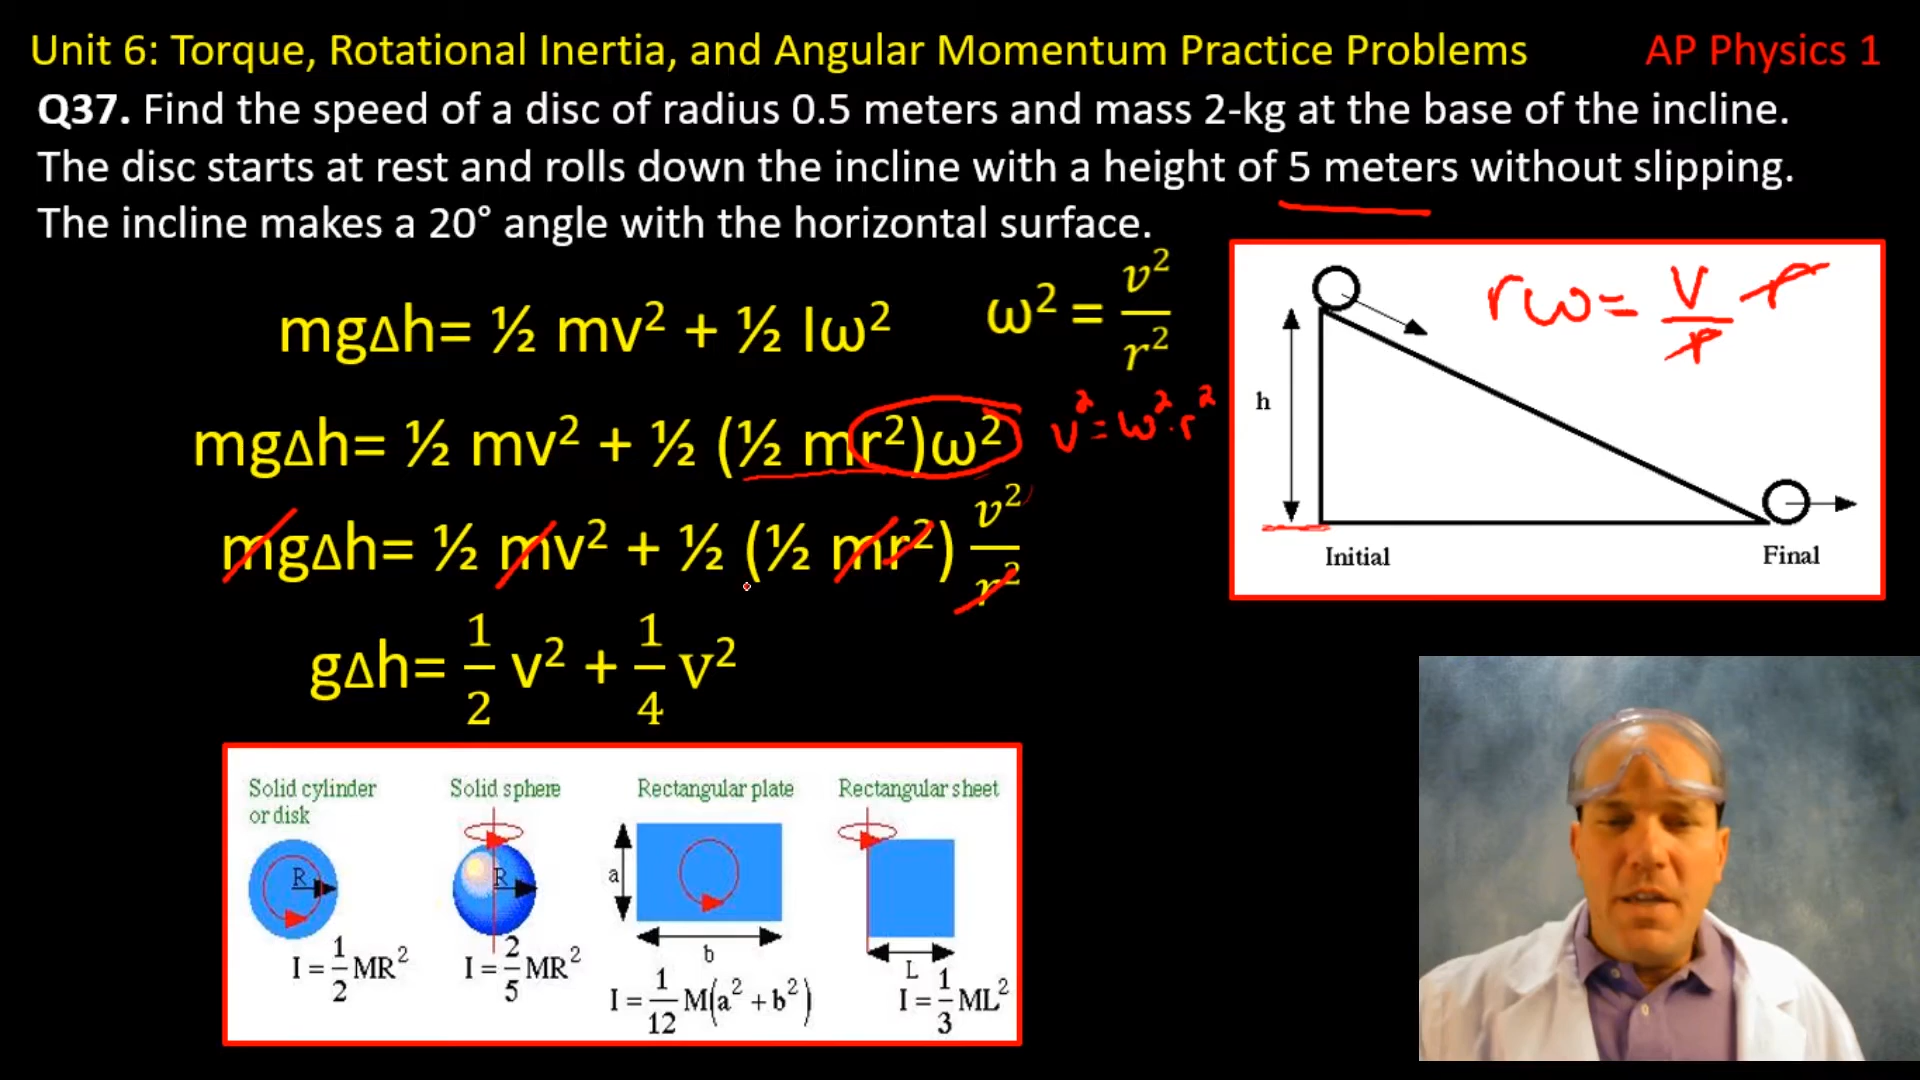 Unit 6: Torque, Rotational Inertia, and Angular Momentum Practice Problems AP Physics 1
Q37. Find the speed of a disc of radius 0.5 meters and mass 2-kg at the base of the incline.
The disc starts at rest and rolls down the incline with a height of 5 meters without slipping.
The incline makes a 20° angle with the horizontal surface.
mg∆h= ½ mv² + ½ Iω²
ω² = v²/r²
mg∆h= ½ mv² + ½ (½ mr²)ω²
v² = ω² · r²
mg∆h= ½ mv² + ½ (½ mr²) v²/r²
g∆h= 1/2 v² + 1/4 v²
rω = v/r r
h
Initial
Final
Solid cylinder
or disk
R
I = 1/2 MR²
Solid sphere
R
I = 2/5 MR²
Rectangular plate
a
b
I = 1/12 M(a² + b²)
Rectangular sheet
L
I = 1/3 ML²